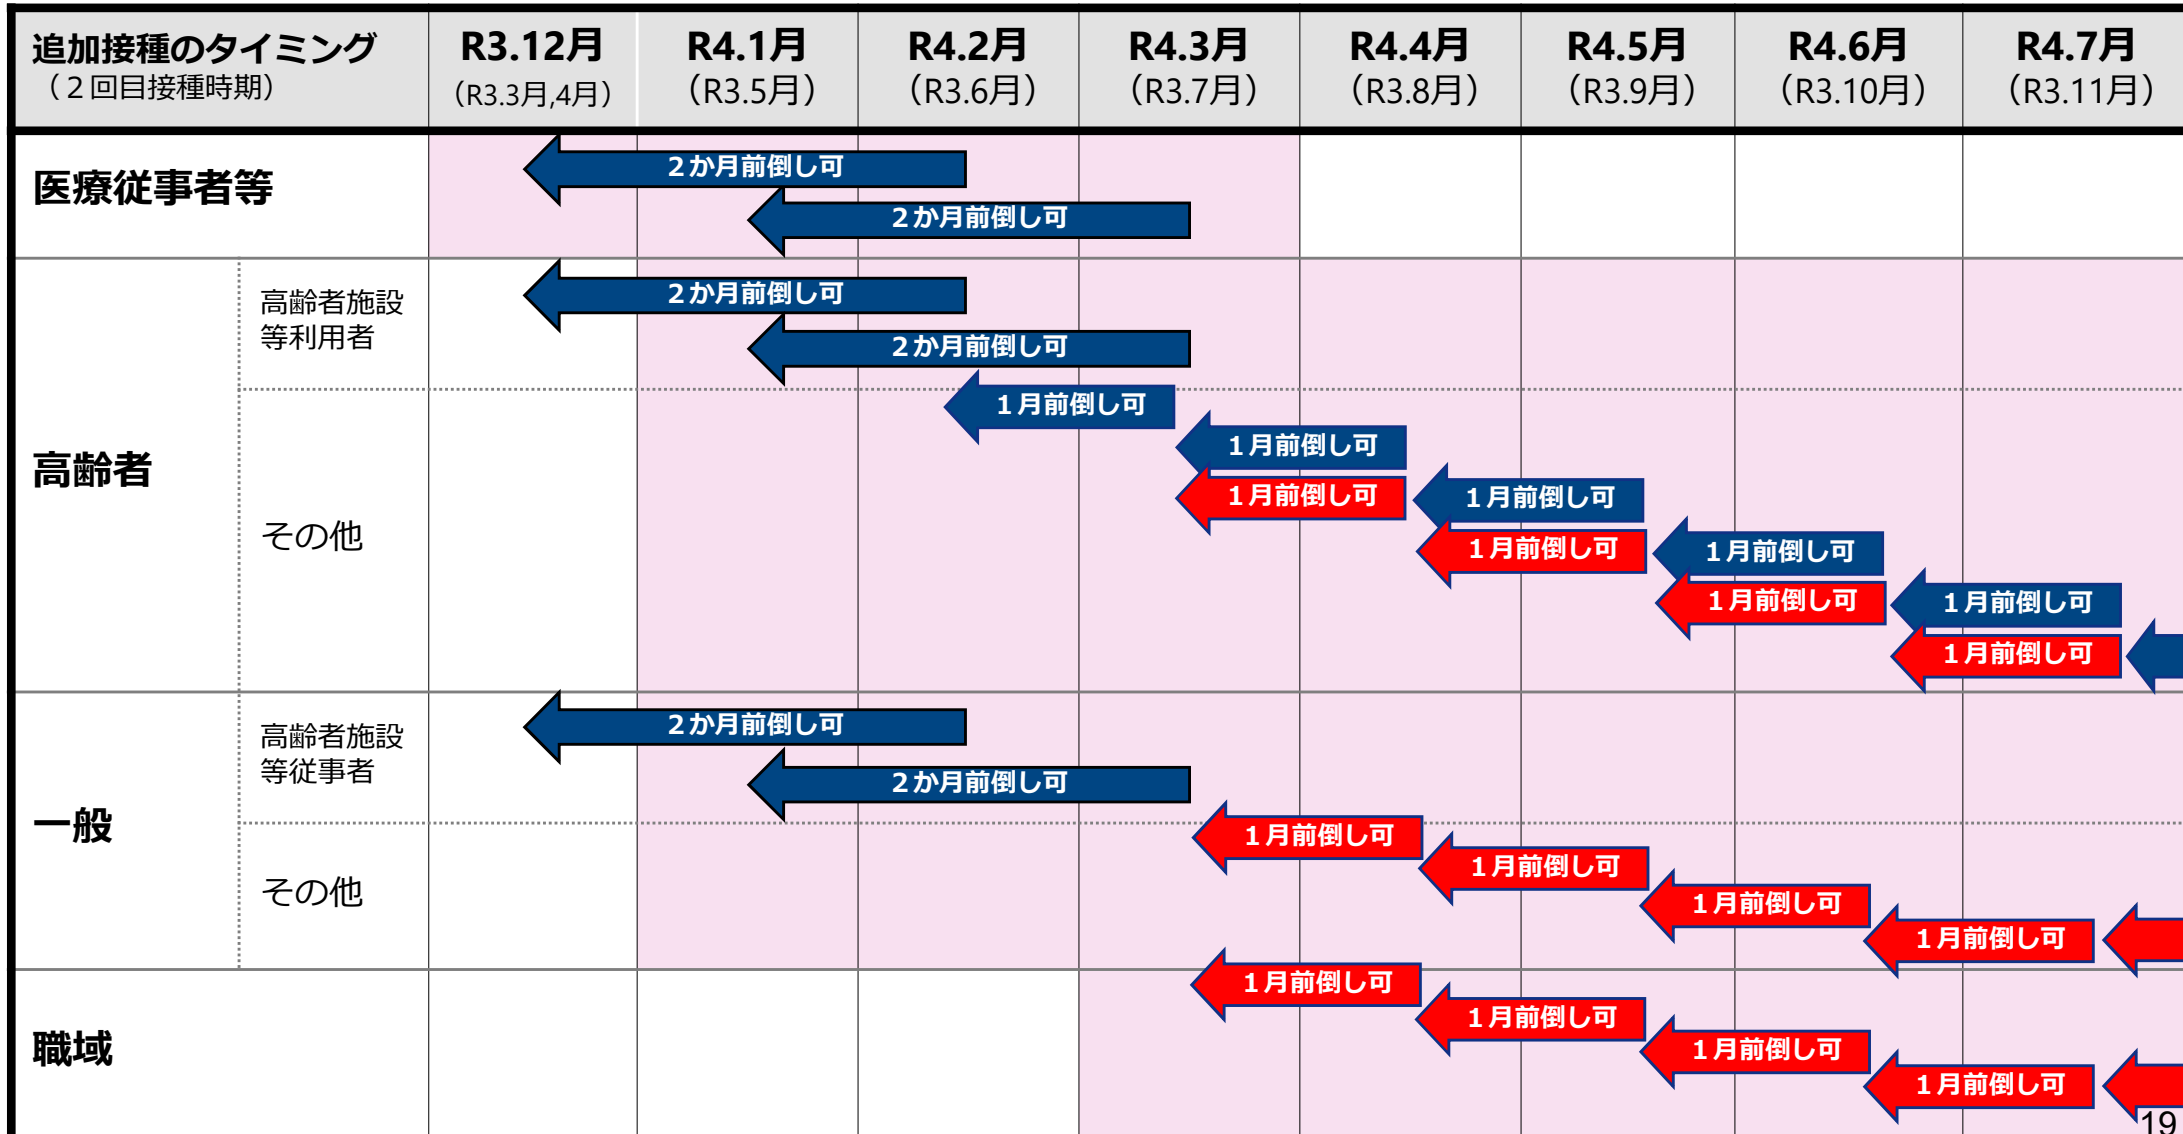 追加接種のタイミング
（２回目接種時期）
R3.12月
（R3.3月,4月）
R4.1月
（R3.5月）
R4.2月
（R3.6月）
R4.3月
（R3.7月）
R4.4月
（R3.8月）
R4.5月
（R3.9月）
R4.6月
（R3.10月）
R4.7月
（R3.11月）
医療従事者等
２か月前倒し可
２か月前倒し可
高齢者
高齢者施設
等利用者
２か月前倒し可
２か月前倒し可
その他
１月前倒し可
１月前倒し可
１月前倒し可
１月前倒し可
１月前倒し可
１月前倒し可
１月前倒し可
１月前倒し可
１月前倒し可
一般
高齢者施設
等従事者
２か月前倒し可
２か月前倒し可
その他
１月前倒し可
１月前倒し可
１月前倒し可
１月前倒し可
職域
１月前倒し可
１月前倒し可
１月前倒し可
１月前倒し可
19